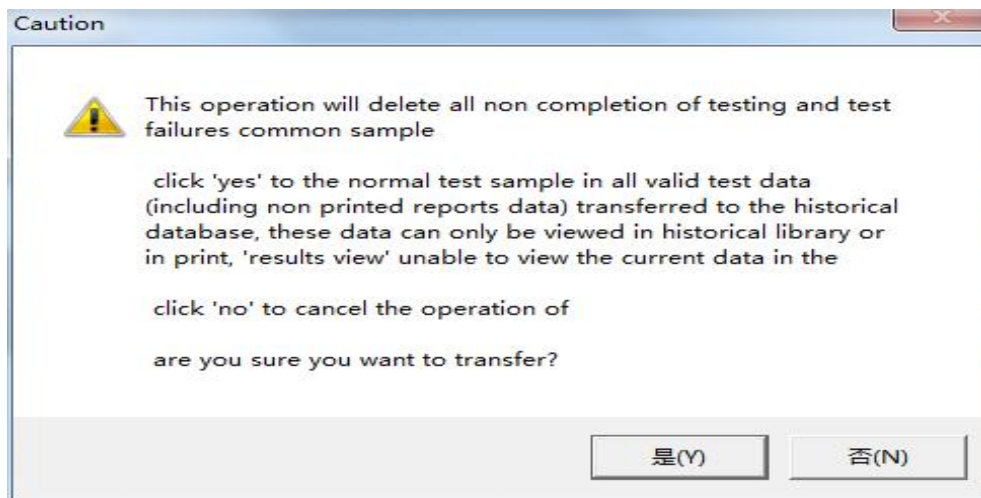 Caution
This operation will delete all non completion of testing and test
failures common sample
click 'yes' to the normal test sample in all valid test data
(including non printed reports data) transferred to the historical
database, these data can only be viewed in historical library or
in print, 'results view' unable to view the current data in the
click 'no' to cancel the operation of
are you sure you want to transfer?
是(Y) 否(N)